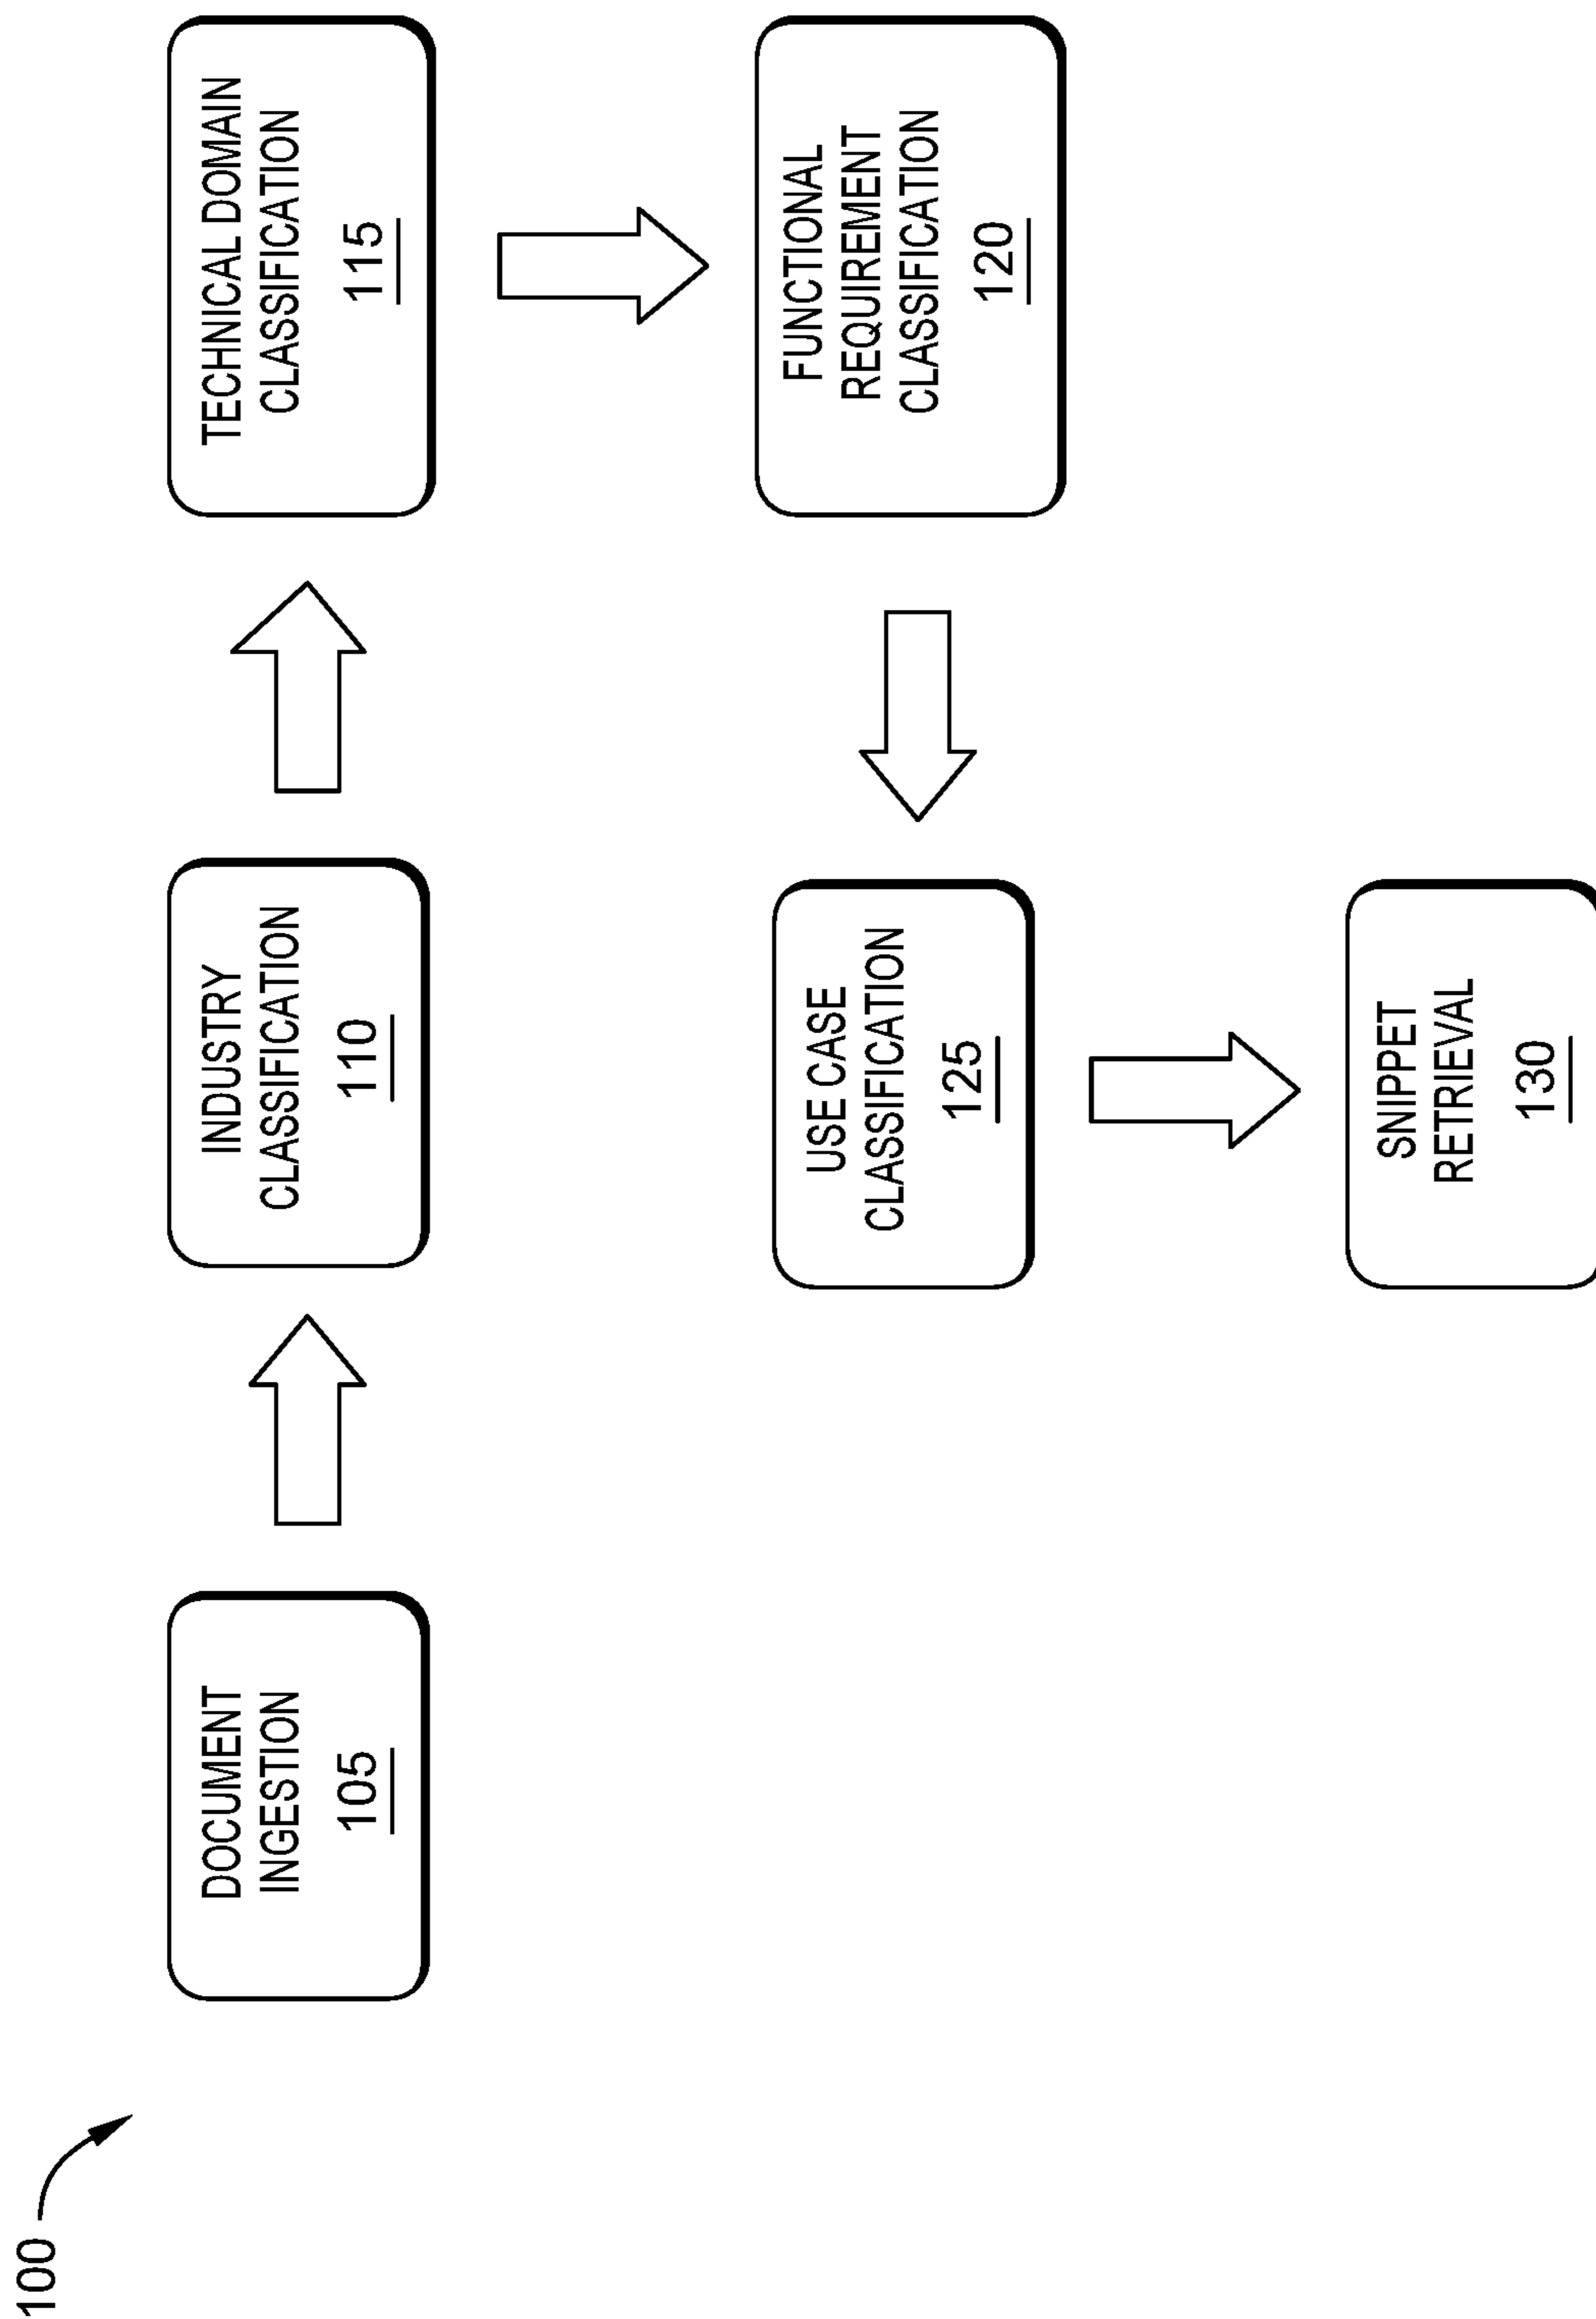 100
DOCUMENT
INGESTION
105
INDUSTRY
CLASSIFICATION
110
TECHNICAL DOMAIN
CLASSIFICATION
115
FUNCTIONAL
REQUIREMENT
CLASSIFICATION
120
USE CASE
CLASSIFICATION
125
SNIPPET
RETRIEVAL
130